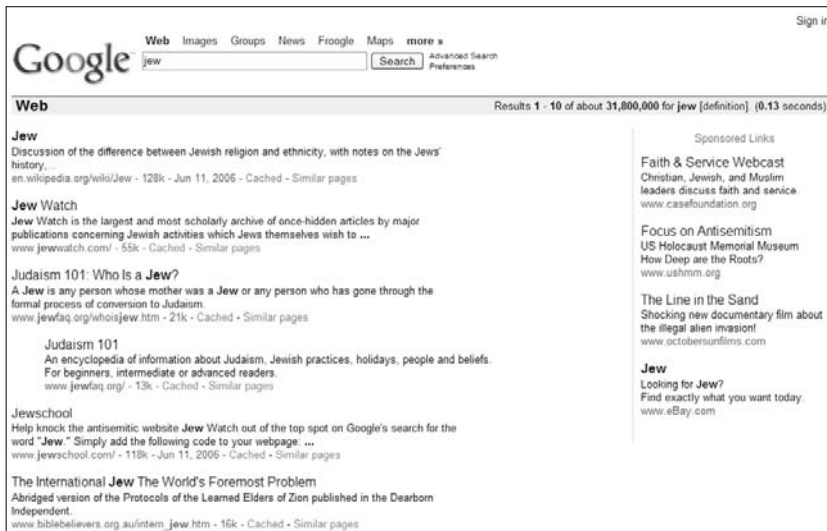 Sign in
Google
Web Images Groups News Froogle Maps more »
jew
Search
Advanced Search
Preferences
Web
Results 1 - 10 of about 31,800,000 for jew [definition]. (0.13 seconds)
Jew
Discussion of the difference between Jewish religion and ethnicity, with notes on the Jews'
history,...
en.wikipedia.org/wiki/Jew - 128k - Jun 11, 2006 - Cached - Similar pages
Jew Watch
Jew Watch is the largest and most scholarly archive of once-hidden articles by major
publications concerning Jewish activities which Jews themselves wish to ...
www.jewwatch.com/ - 55k - Cached - Similar pages
Judaism 101: Who Is a Jew?
A Jew is any person whose mother was a Jew or any person who has gone through the
formal process of conversion to Judaism.
www.jewfaq.org/whoisjew.htm - 21k - Cached - Similar pages
Judaism 101
An encyclopedia of information about Judaism, Jewish practices, holidays, people and beliefs.
For beginners, intermediate or advanced readers.
www.jewfaq.org/ - 13k - Cached - Similar pages
Jewschool
Help knock the antisemitic website Jew Watch out of the top spot on Google's search for the
word "Jew." Simply add the following code to your webpage: ...
www.jewschool.com/ - 118k - Jun 11, 2006 - Cached - Similar pages
The International Jew The World's Foremost Problem
Abridged version of the Protocols of the Learned Elders of Zion published in the Dearborn
Independent.
www.biblebelievers.org.au/intern_jew.htm - 16k - Cached - Similar pages
Sponsored Links
Faith & Service Webcast
Christian, Jewish, and Muslim
leaders discuss faith and service.
www.casefoundation.org
Focus on Antisemitism
US Holocaust Memorial Museum
How Deep are the Roots?
www.ushmm.org
The Line in the Sand
Shocking new documentary film about
the illegal alien invasion!
www.octobersunfilms.com
Jew
Looking for Jew?
Find exactly what you want today.
www.eBay.com